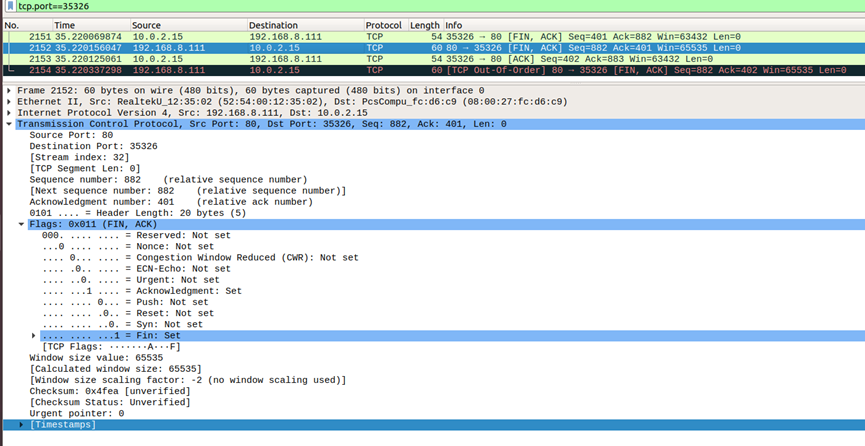 tcp.port==35326
No. Time Source Destination Protocol Length Info
2151 35.220069874 10.0.2.15 192.168.8.111 TCP 54 35326 → 80 [FIN, ACK] Seq=401 Ack=882 Win=63432 Len=0
2152 35.220156047 192.168.8.111 10.0.2.15 TCP 60 80 → 35326 [FIN, ACK] Seq=882 Ack=401 Win=65535 Len=0
2153 35.220125061 10.0.2.15 192.168.8.111 TCP 54 35326 → 80 [ACK] Seq=402 Ack=883 Win=63432 Len=0
2154 35.220337298 192.168.8.111 10.0.2.15 TCP 60 [TCP Out-Of-Order] 80 → 35326 [FIN, ACK] Seq=882 Ack=402 Win=65535 Len=0
Frame 2152: 60 bytes on wire (480 bits), 60 bytes captured (480 bits) on interface 0
Ethernet II, Src: RealtekU_12:35:02 (52:54:00:12:35:02), Dst: PcsCompu_fc:d6:c9 (08:00:27:fc:d6:c9)
Internet Protocol Version 4, Src: 192.168.8.111, Dst: 10.0.2.15
Transmission Control Protocol, Src Port: 80, Dst Port: 35326, Seq: 882, Ack: 401, Len: 0
Source Port: 80
Destination Port: 35326
[Stream index: 32]
[TCP Segment Len: 0]
Sequence number: 882 (relative sequence number)
[Next sequence number: 882 (relative sequence number)]
Acknowledgment number: 401 (relative ack number)
0101 .... = Header Length: 20 bytes (5)
Flags: 0x011 (FIN, ACK)
000. .... .... = Reserved: Not set
...0 .... .... = Nonce: Not set
.... 0... .... = Congestion Window Reduced (CWR): Not set
.... .0.. .... = ECN-Echo: Not set
.... ..0. .... = Urgent: Not set
.... ...1 .... = Acknowledgment: Set
.... .... 0... = Push: Not set
.... .... .0.. = Reset: Not set
.... .... ..0. = Syn: Not set
.... .... ...1 = Fin: Set
[TCP Flags: ·······A···F]
Window size value: 65535
[Calculated window size: 65535]
[Window size scaling factor: -2 (no window scaling used)]
Checksum: 0x4fea [unverified]
[Checksum Status: Unverified]
Urgent pointer: 0
[Timestamps]